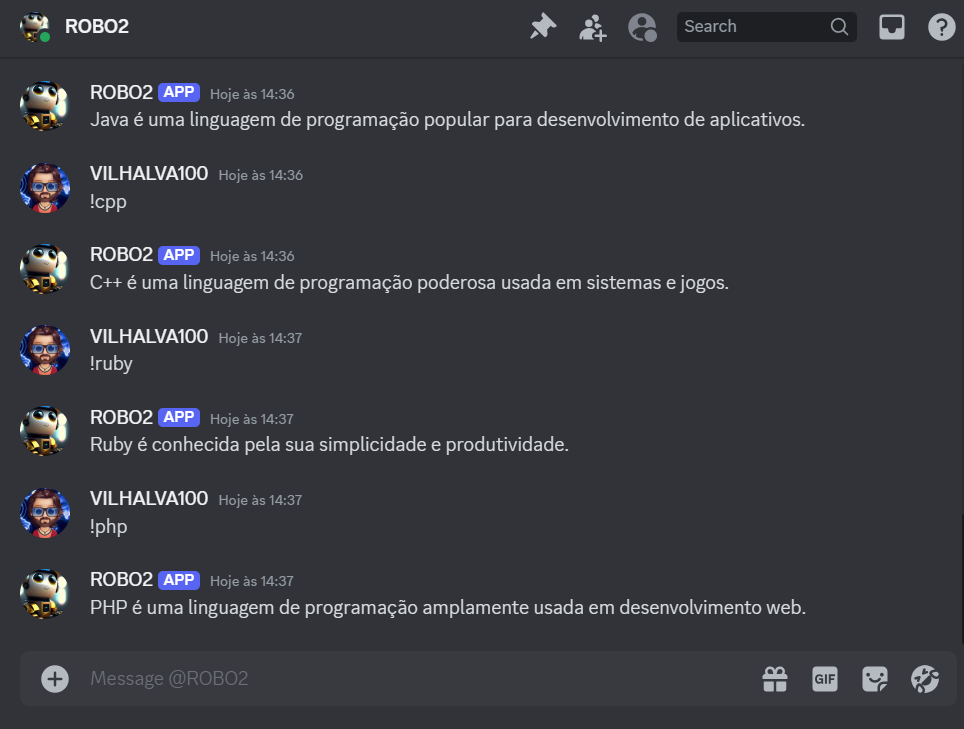 ROBO2
Search
ROBO2 APP Hoje às 14:36
Java é uma linguagem de programação popular para desenvolvimento de aplicativos.
VILHALVA100 Hoje às 14:36
!cpp
ROBO2 APP Hoje às 14:36
C++ é uma linguagem de programação poderosa usada em sistemas e jogos.
VILHALVA100 Hoje às 14:37
!ruby
ROBO2 APP Hoje às 14:37
Ruby é conhecida pela sua simplicidade e produtividade.
VILHALVA100 Hoje às 14:37
!php
ROBO2 APP Hoje às 14:37
PHP é uma linguagem de programação amplamente usada em desenvolvimento web.
Message @ROBO2
GIF